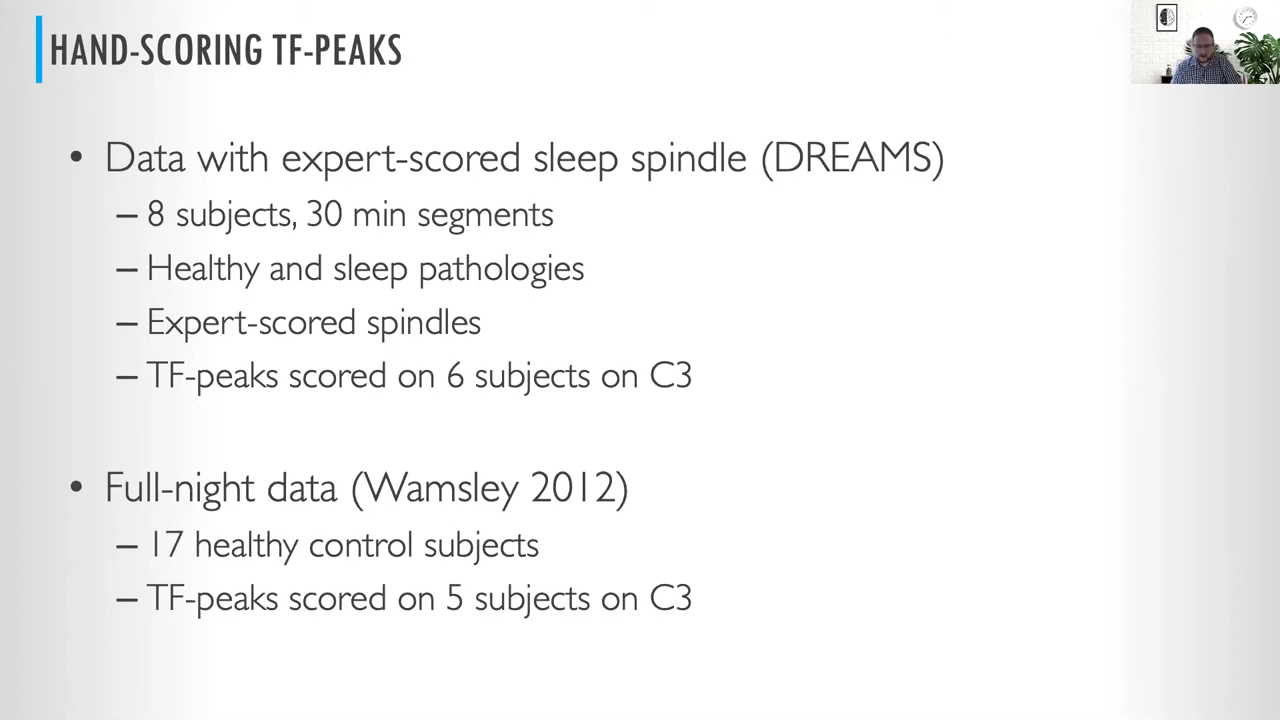 HAND-SCORING TF-PEAKS
• Data with expert-scored sleep spindle (DREAMS)
– 8 subjects, 30 min segments
– Healthy and sleep pathologies
– Expert-scored spindles
– TF-peaks scored on 6 subjects on C3
• Full-night data (Wamsley 2012)
– 17 healthy control subjects
– TF-peaks scored on 5 subjects on C3